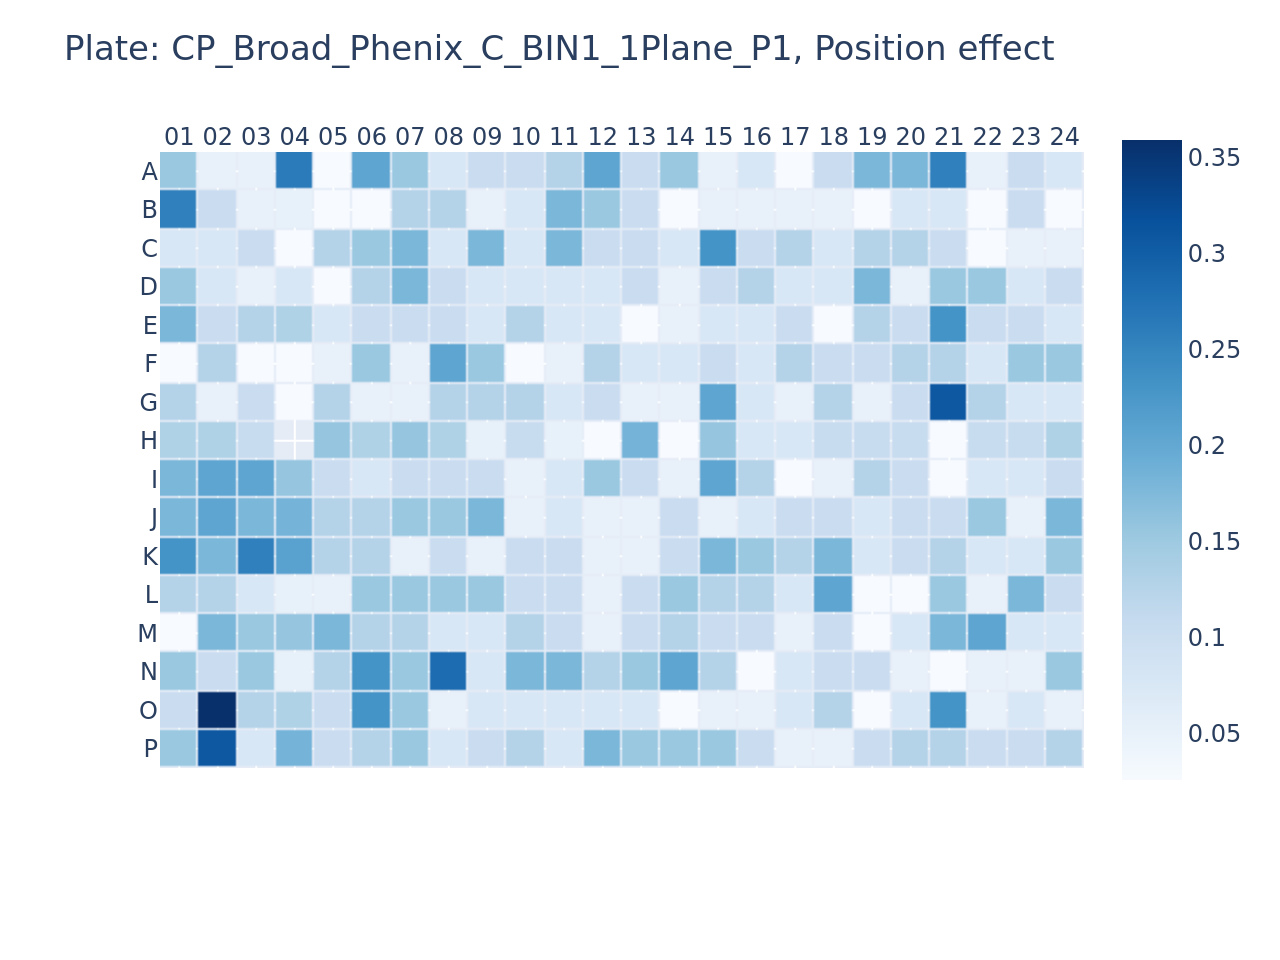 Plate: CP_Broad_Phenix_C_BIN1_1Plane_P1, Position effect
01 02 03 04 05 06 07 08 09 10 11 12 13 14 15 16 17 18 19 20 21 22 23 24
A
B
C
D
E
F
G
H
I
J
K
L
M
N
O
P
0.35
0.3
0.25
0.2
0.15
0.1
0.05